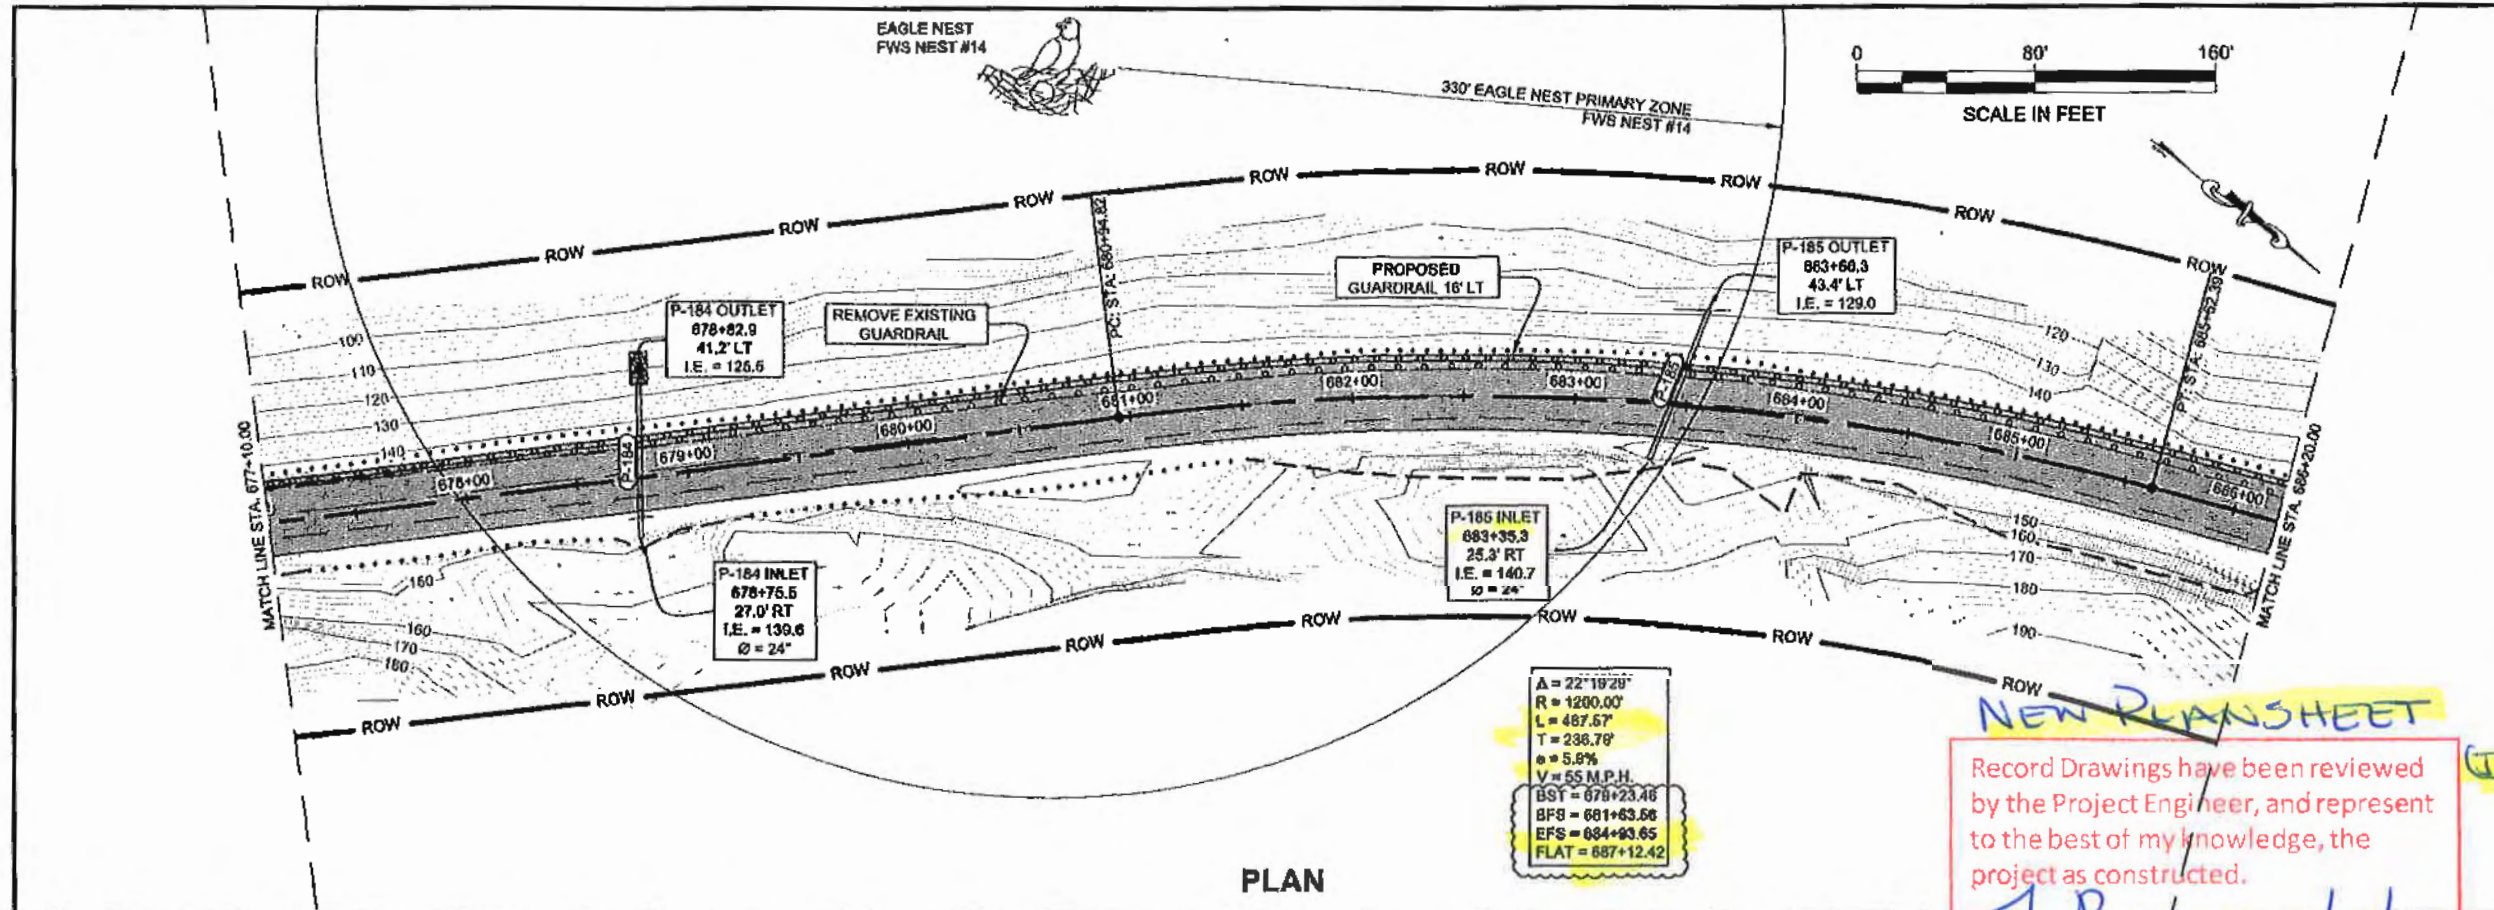 EAGLE NEST
FWS NEST #14
330' EAGLE NEST PRIMARY ZONE
FWS NEST #14
0 80' 160'
SCALE IN FEET
ROW ROW ROW ROW ROW ROW ROW ROW ROW
PC: STA: 680+94.82
PT: STA: 685+62.39
P-184 OUTLET
678+82.9
41.2' LT
I.E. = 125.5
REMOVE EXISTING
GUARDRAIL
PROPOSED
GUARDRAIL 16' LT
P-185 OUTLET
683+60.3
43.4' LT
I.E. = 129.0
100
110
120
130
140
120
130
140
MATCH LINE STA. 677+10.00
678+00
P-184
679+00
680+00
681+00
682+00
683+00
P-185
684+00
685+00
686+00
MATCH LINE STA. 686+20.00
160
160
170
180
150
160
170
180
190
P-184 INLET
678+75.5
27.0' RT
I.E. = 139.6
Ø = 24"
P-185 INLET
683+35.3
25.3' RT
I.E. = 140.7
Ø = 24"
ROW ROW ROW ROW ROW ROW ROW ROW
Δ = 22°19'29"
R = 1200.00'
L = 467.57'
T = 236.78'
e = 5.8%
V = 55 M.P.H.
BST = 679+23.46
BFS = 681+63.56
EFS = 684+93.65
FLAT = 687+12.42
PLAN
NEW PLANSHEET
Record Drawings have been reviewed
by the Project Engineer, and represent
to the best of my knowledge, the
project as constructed.